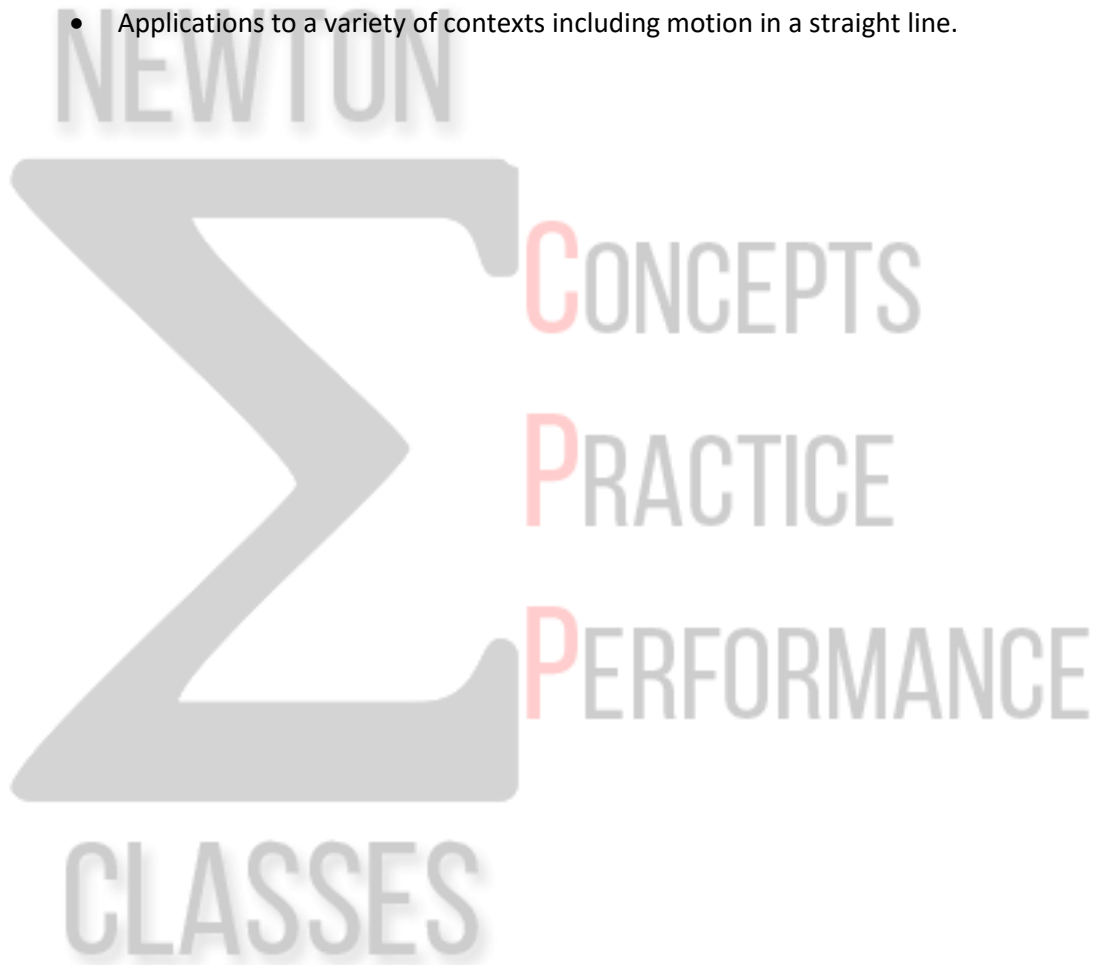 • Applications to a variety of contexts including motion in a straight line.
NEWTON
Σ
CONCEPTS
PRACTICE
PERFORMANCE
CLASSES